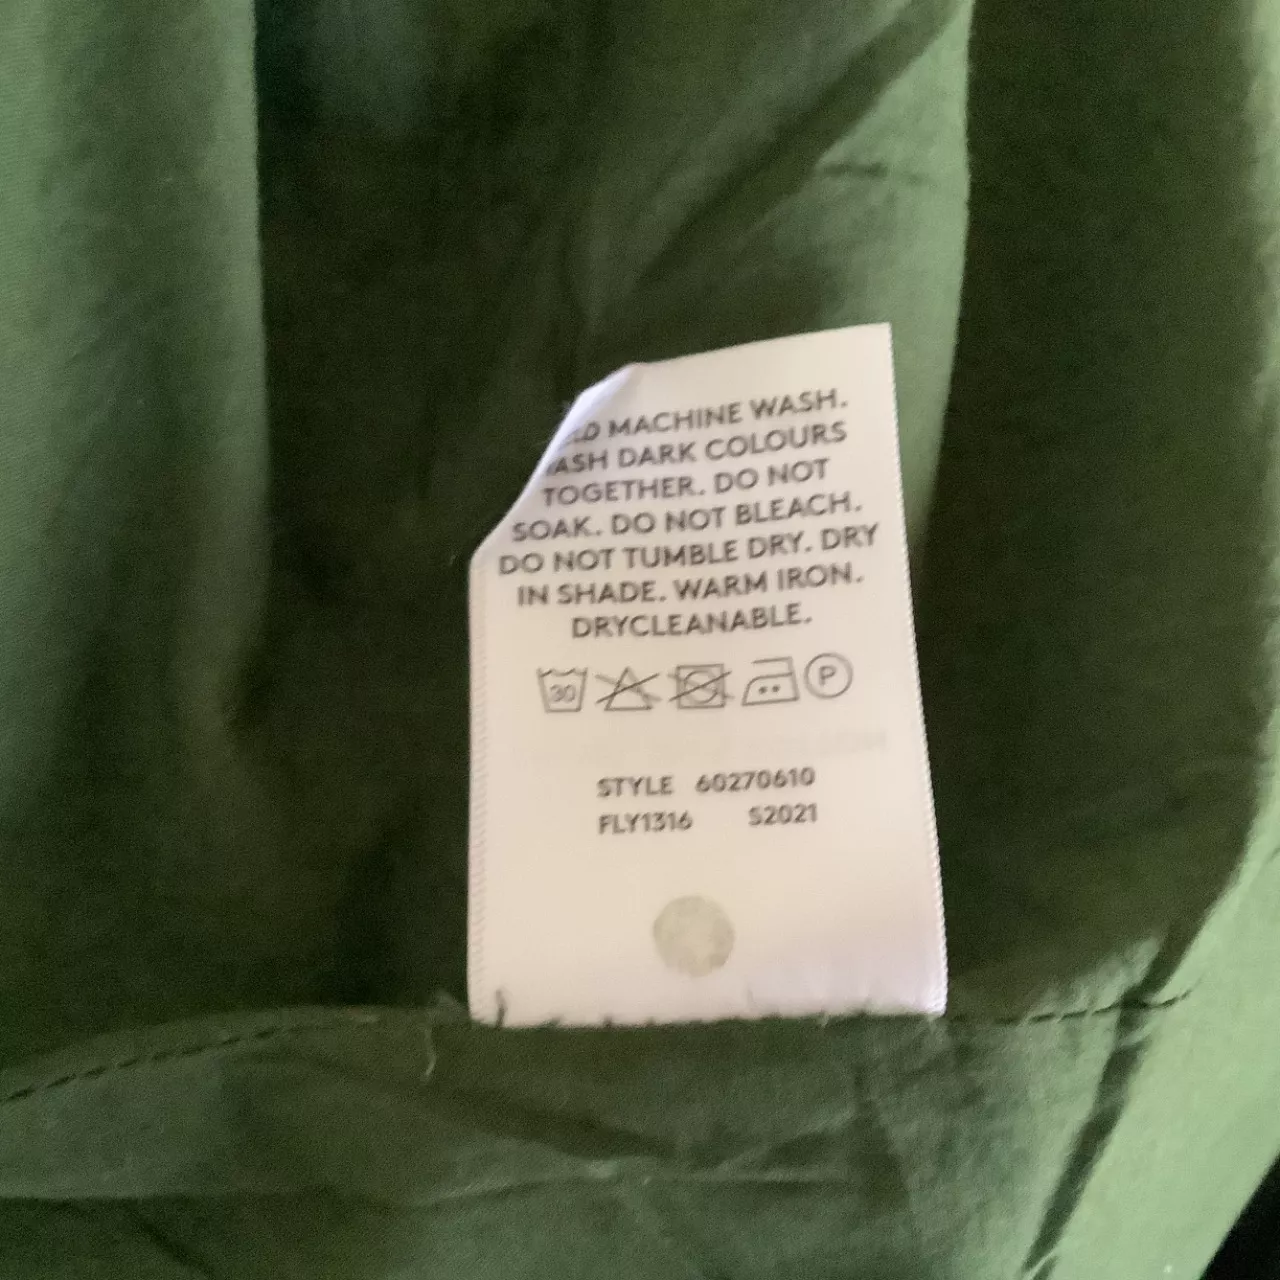 MACHINE WASH.
DARK COLOURS
TOGETHER. DO NOT
SOAK. DO NOT BLEACH.
DO NOT TUMBLE DRY. DRY
IN SHADE. WARM IRON.
DRYCLEANABLE.
30 P
STYLE 60270610
FLY1316 S2021